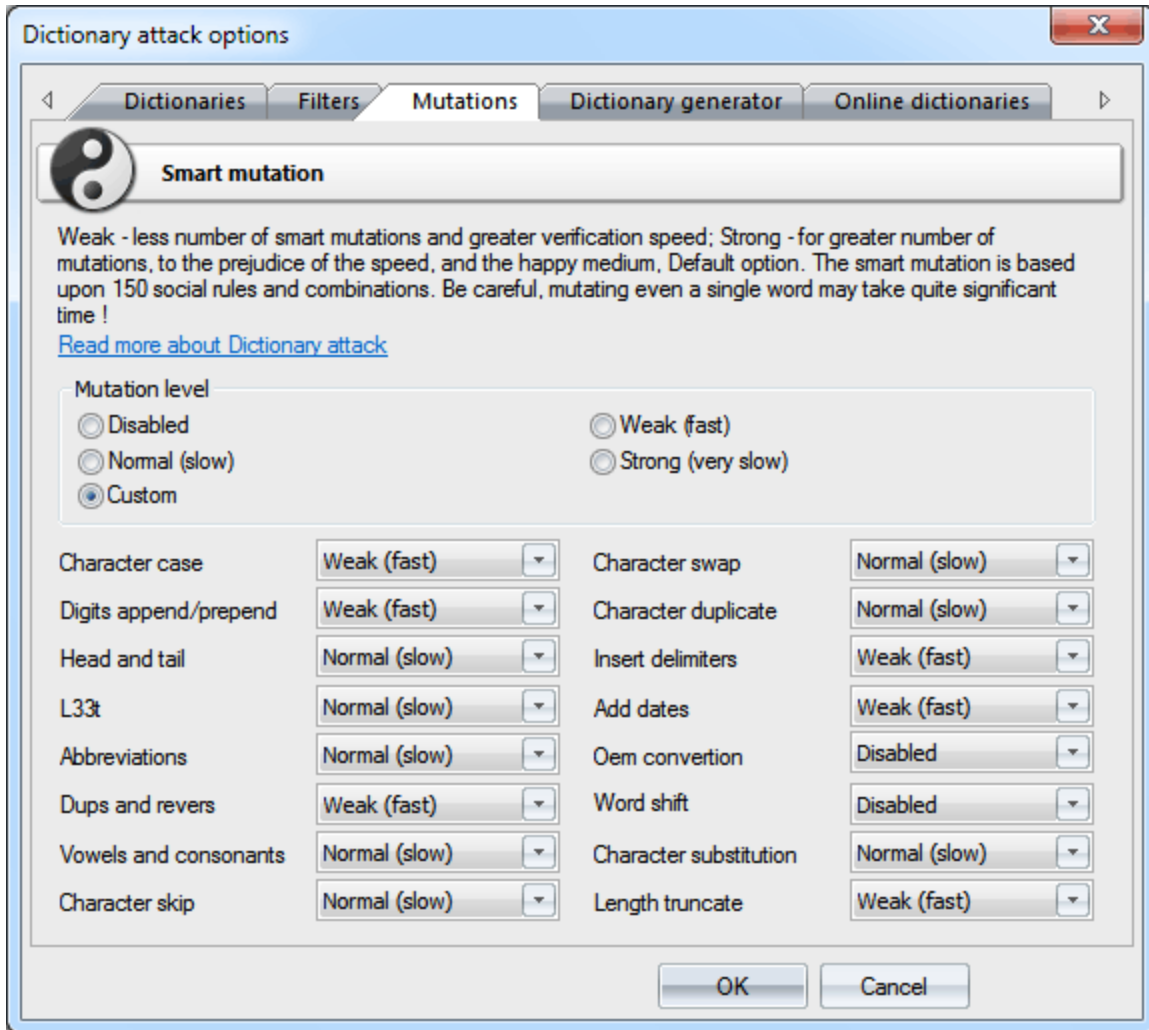 Dictionary attack options
Dictionaries Filters Mutations Dictionary generator Online dictionaries
Smart mutation
Weak - less number of smart mutations and greater verification speed; Strong - for greater number of
mutations, to the prejudice of the speed, and the happy medium, Default option. The smart mutation is based
upon 150 social rules and combinations. Be careful, mutating even a single word may take quite significant
time !
Read more about Dictionary attack
Mutation level
Disabled Weak (fast)
Normal (slow) Strong (very slow)
Custom
Character case Weak (fast) Character swap Normal (slow)
Digits append/prepend Weak (fast) Character duplicate Normal (slow)
Head and tail Normal (slow) Insert delimiters Weak (fast)
L33t Normal (slow) Add dates Weak (fast)
Abbreviations Normal (slow) Oem convertion Disabled
Dups and revers Weak (fast) Word shift Disabled
Vowels and consonants Normal (slow) Character substitution Normal (slow)
Character skip Normal (slow) Length truncate Weak (fast)
OK Cancel